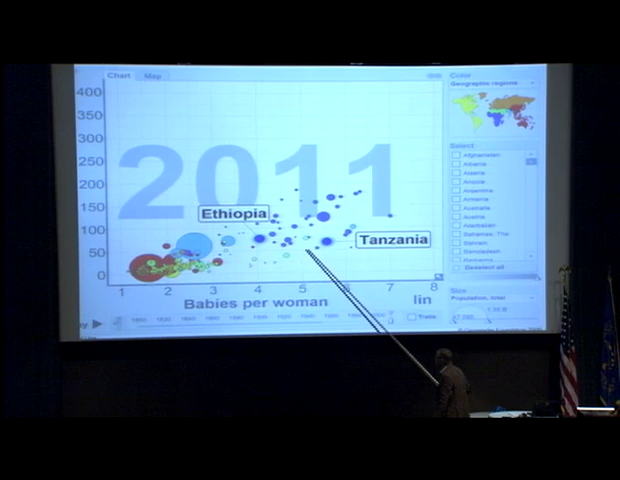 Chart Map
Color
Geographic regions
400
350
300
250
200
150
100
50
0
2011
Ethiopia
Tanzania
1 2 3 4 5 6 7 8
Babies per woman
lin
Select
Afghanistan
Albania
Algeria
Angola
Argentina
Armenia
Australia
Austria
Azerbaijan
Bahamas, The
Bahrain
Bangladesh
Deselect all
Size
Population, total
Trails